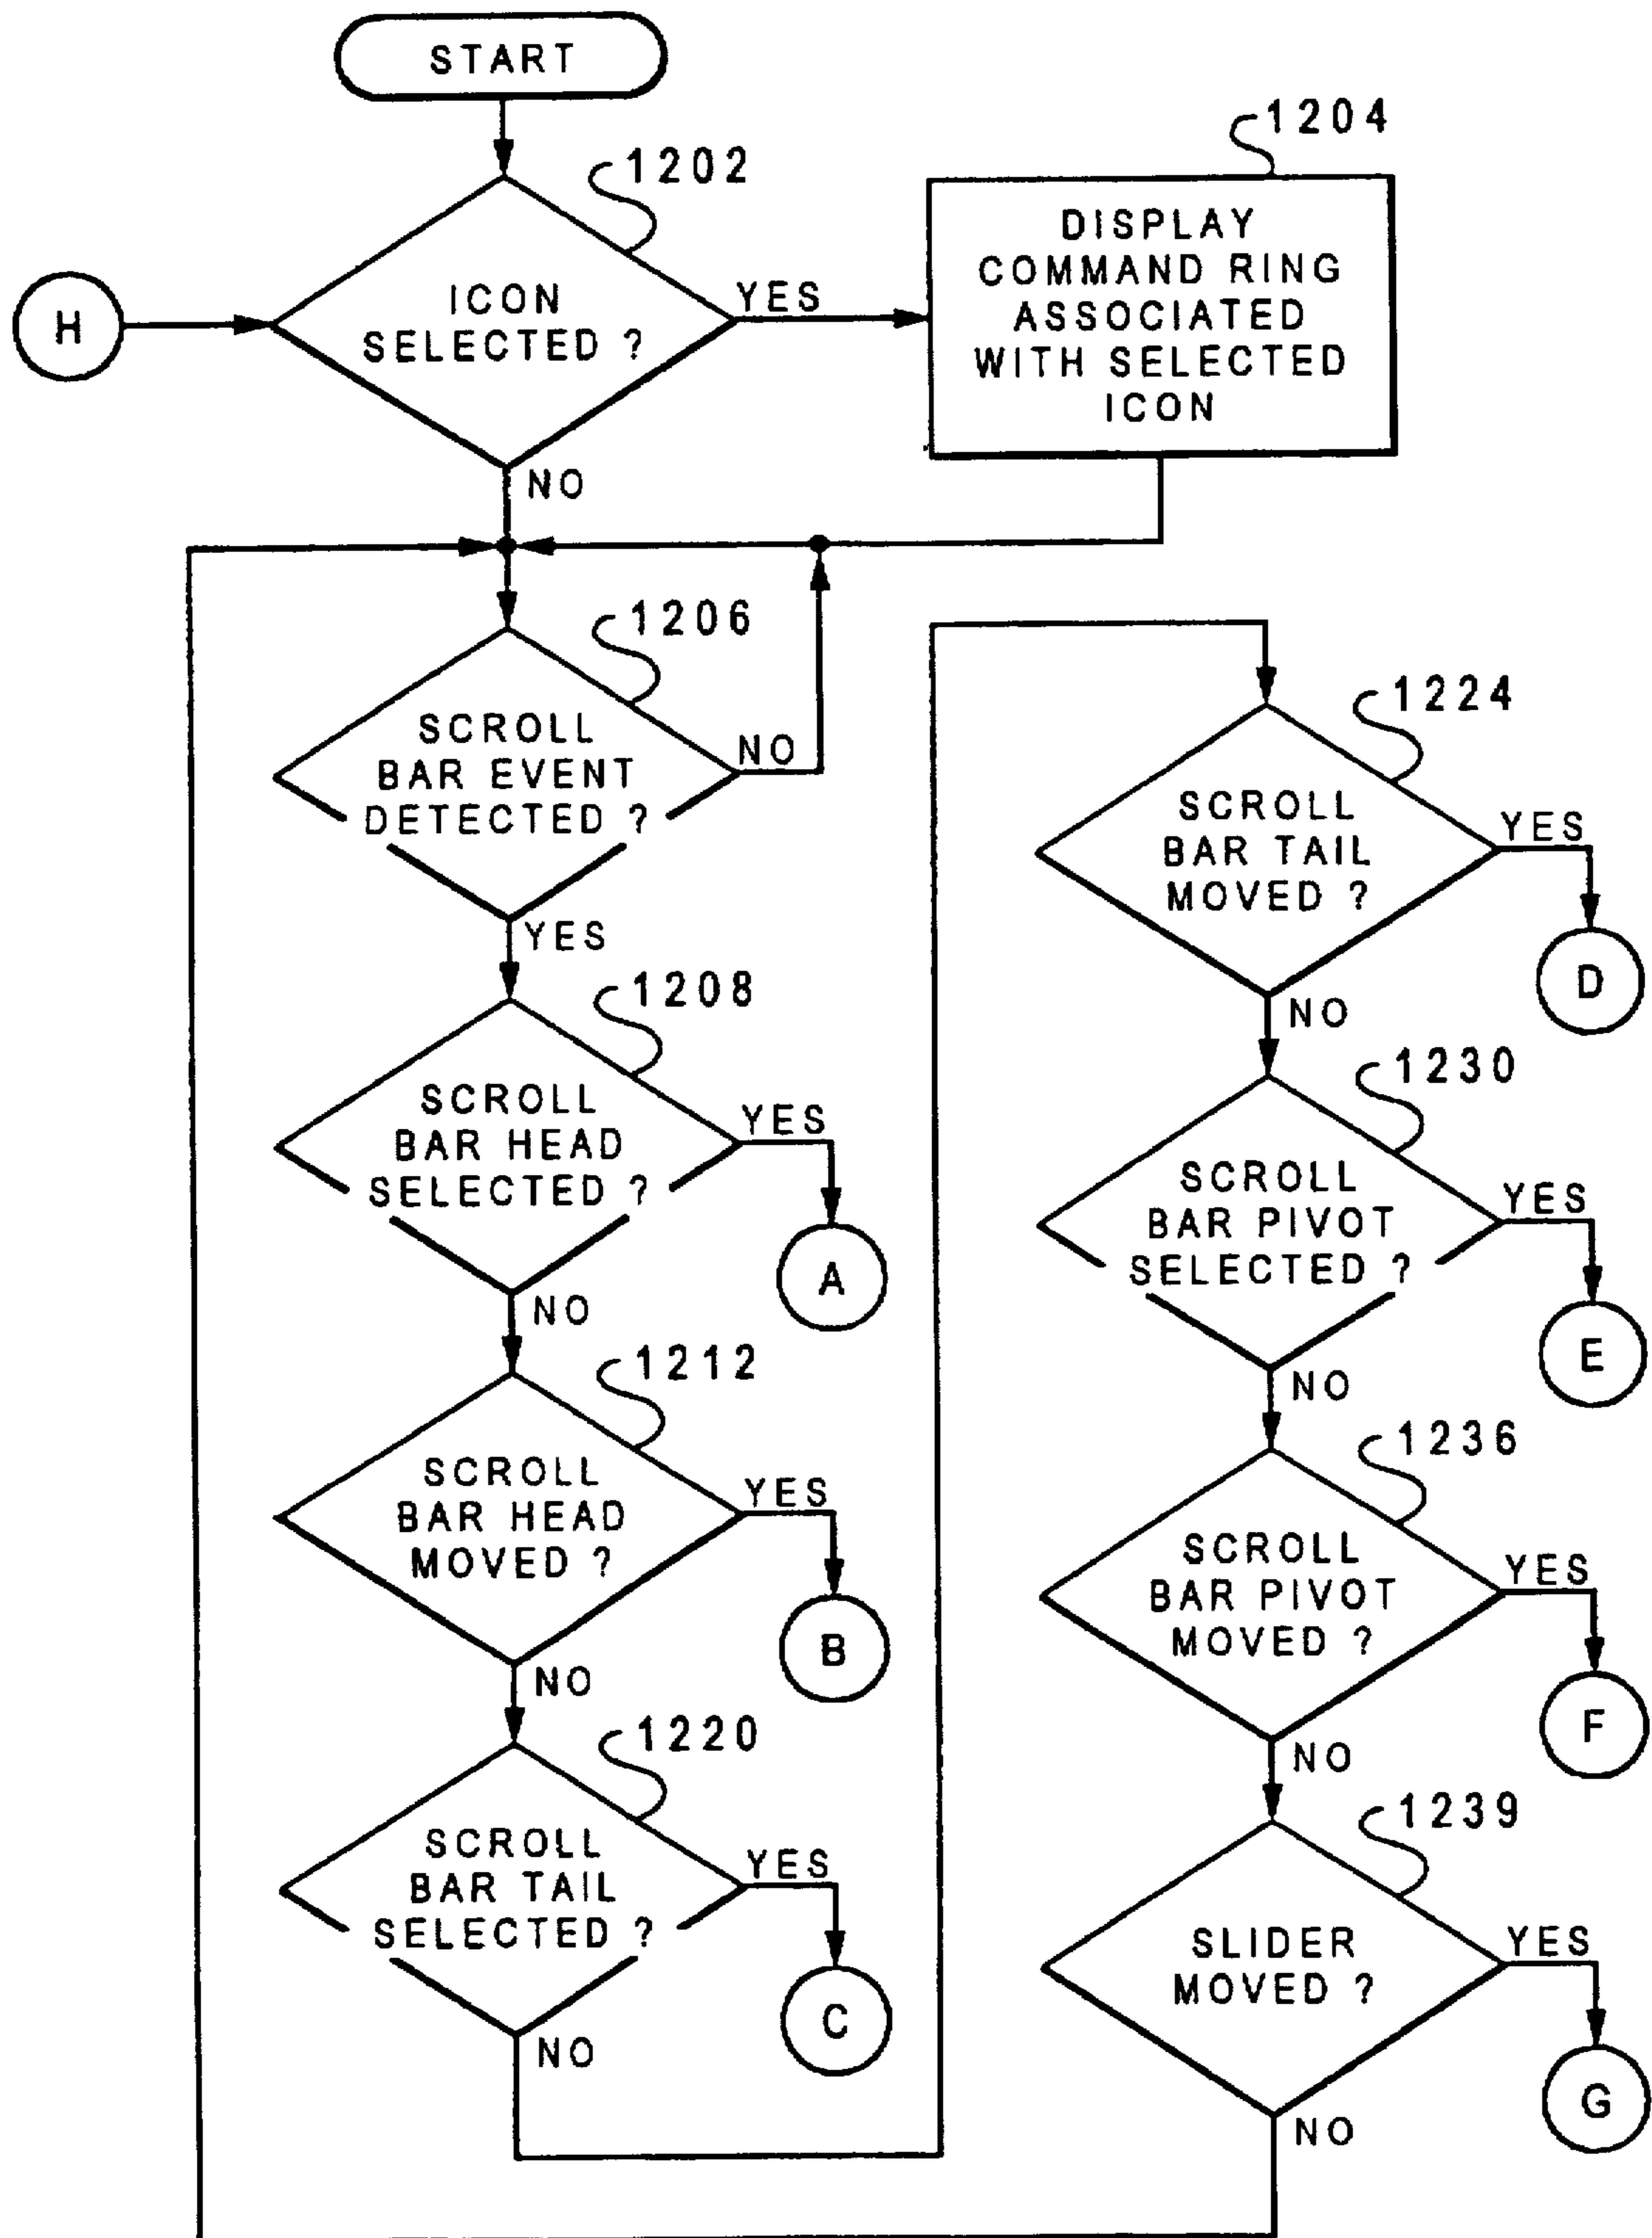 START
1202
H
ICON
SELECTED ?
YES
NO
1204
DISPLAY
COMMAND RING
ASSOCIATED
WITH SELECTED
ICON
1206
SCROLL
BAR EVENT
DETECTED ?
NO
YES
1208
SCROLL
BAR HEAD
SELECTED ?
YES
A
NO
1212
SCROLL
BAR HEAD
MOVED ?
YES
B
NO
1220
SCROLL
BAR TAIL
SELECTED ?
YES
C
NO
1224
SCROLL
BAR TAIL
MOVED ?
YES
D
NO
1230
SCROLL
BAR PIVOT
SELECTED ?
YES
E
NO
1236
SCROLL
BAR PIVOT
MOVED ?
YES
F
NO
1239
SLIDER
MOVED ?
YES
G
NO